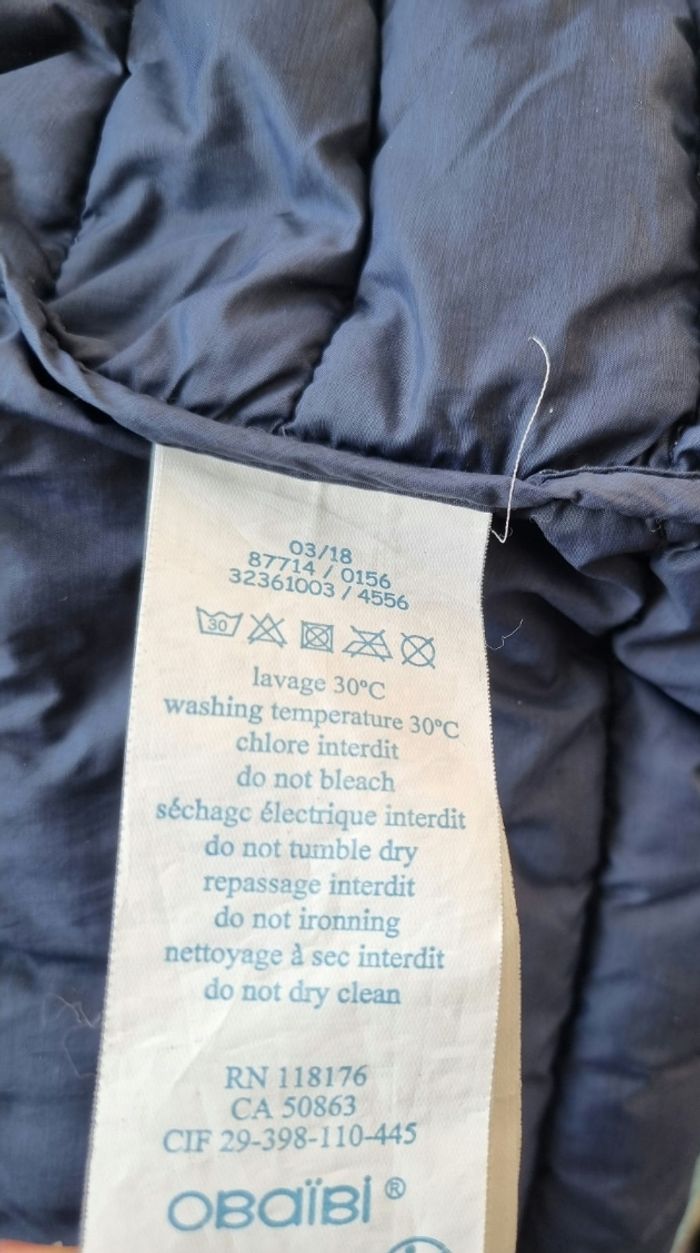 03/18
87714 / 0156
32361003 / 4556
30
lavage 30°C
washing temperature 30°C
chlore interdit
do not bleach
séchage électrique interdit
do not tumble dry
repassage interdit
do not ironning
nettoyage à sec interdit
do not dry clean
RN 118176
CA 50863
CIF 29-398-110-445
OBaïBi ®